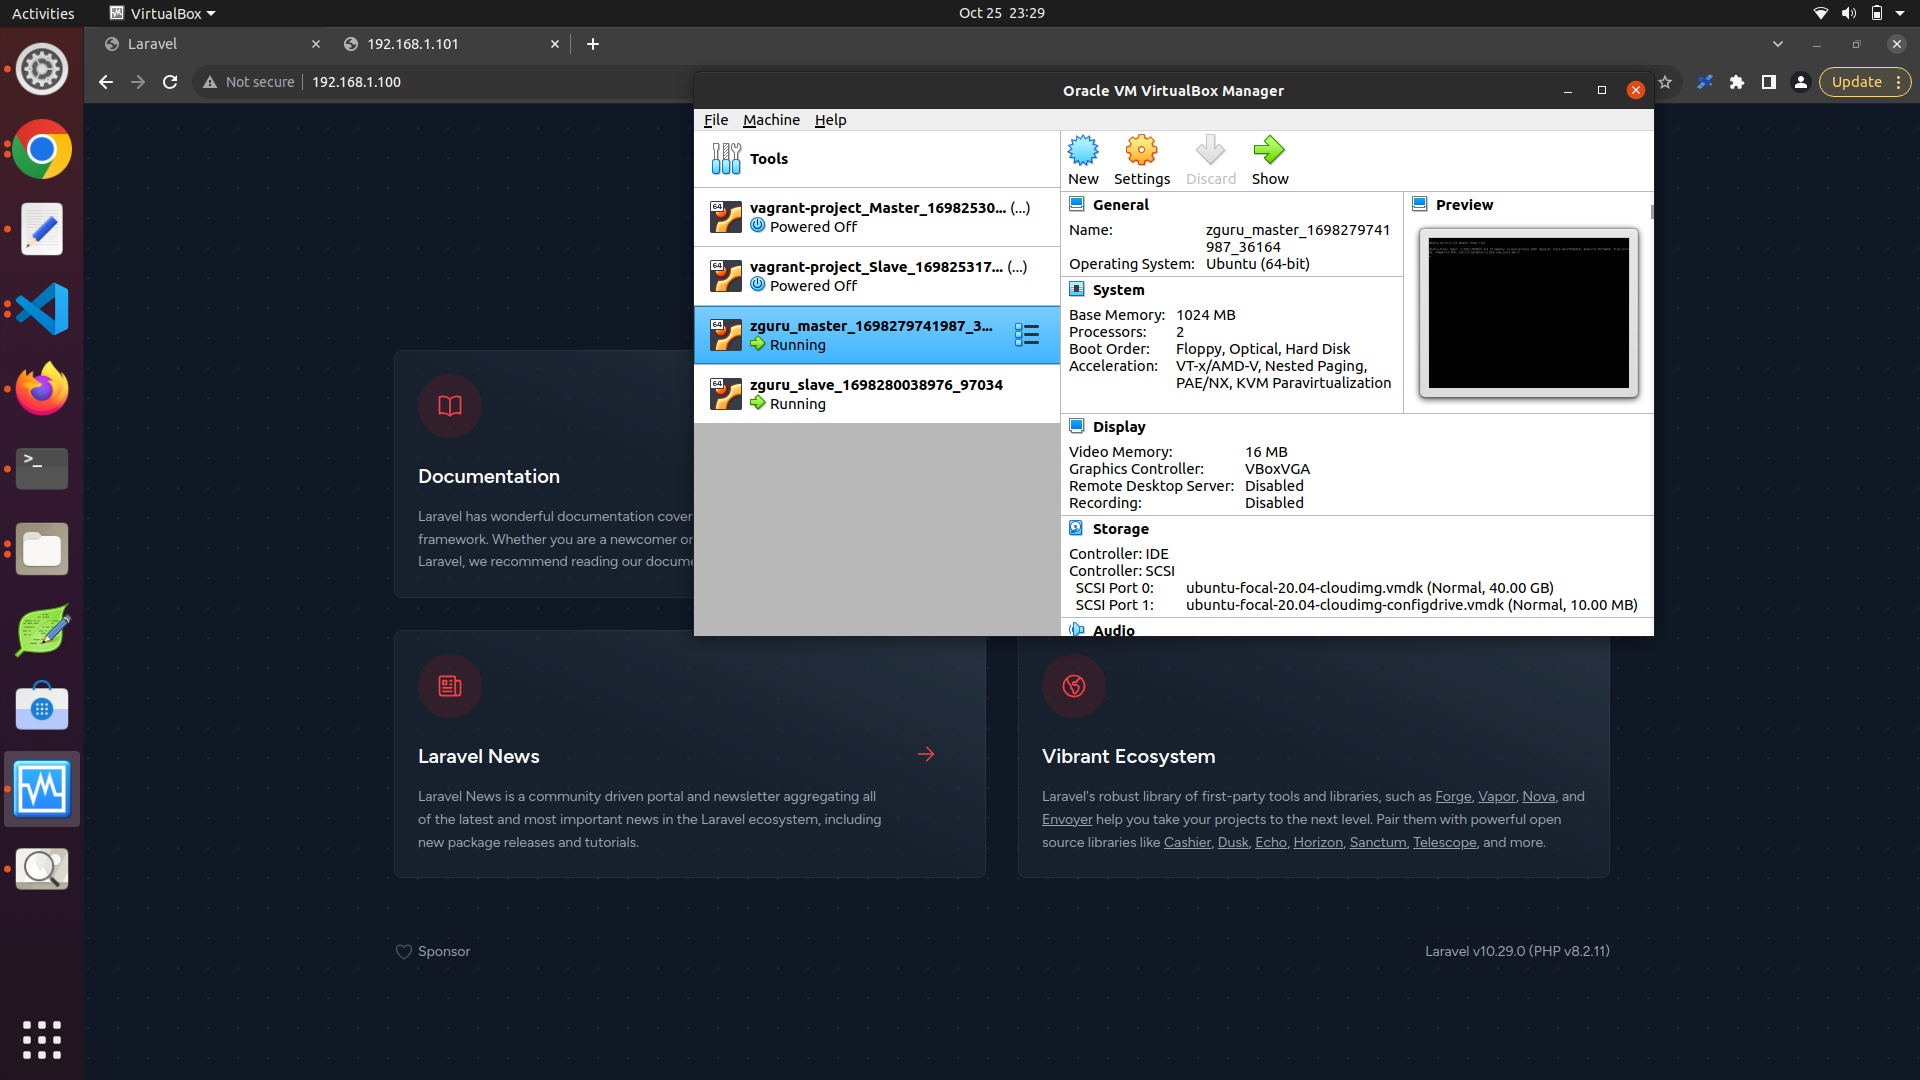 Activities
VirtualBox
Oct 25 23:29
Laravel
192.168.1.101
Not secure
192.168.1.100
Update
Oracle VM VirtualBox Manager
File Machine Help
Tools
New
Settings
Discard
Show
vagrant-project_Master_16982530... (...)
Powered Off
vagrant-project_Slave_169825317... (...)
Powered Off
64 zguru_master_1698279741987_3...
Running
64 zguru_slave_1698280038976_97034
Running
General
Name: zguru_master_1698279741
987_36164
Operating System: Ubuntu (64-bit)
Preview
System
Base Memory: 1024 MB
Processors: 2
Boot Order: Floppy, Optical, Hard Disk
Acceleration: VT-x/AMD-V, Nested Paging,
PAE/NX, KVM Paravirtualization
Display
Video Memory: 16 MB
Graphics Controller: VBoxVGA
Remote Desktop Server: Disabled
Recording: Disabled
Storage
Controller: IDE
Controller: SCSI
SCSI Port 0: ubuntu-focal-20.04-cloudimg.vmdk (Normal, 40.00 GB)
SCSI Port 1: ubuntu-focal-20.04-cloudimg-configdrive.vmdk (Normal, 10.00 MB)
Audio
Documentation
Laravel has wonderful documentation cover
framework. Whether you are a newcomer or
Laravel, we recommend reading our docume
Laravel News
Laravel News is a community driven portal and newsletter aggregating all
of the latest and most important news in the Laravel ecosystem, including
new package releases and tutorials.
Vibrant Ecosystem
Laravel's robust library of first-party tools and libraries, such as Forge, Vapor, Nova, and
Envoyer help you take your projects to the next level. Pair them with powerful open
source libraries like Cashier, Dusk, Echo, Horizon, Sanctum, Telescope, and more.
Sponsor
Laravel v10.29.0 (PHP v8.2.11)